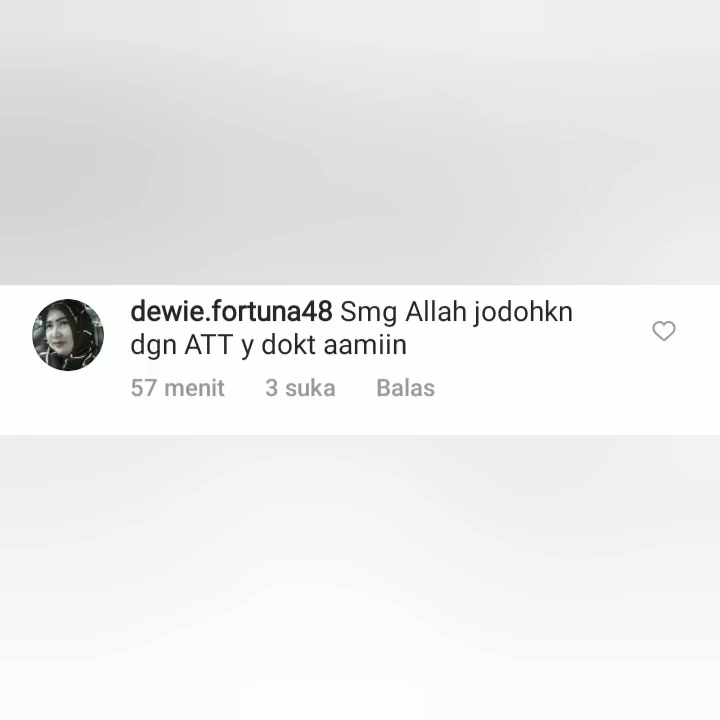 dewie.fortuna48 Smg Allah jodohkn
dgn ATT y dokt aamiin
57 menit 3 suka Balas